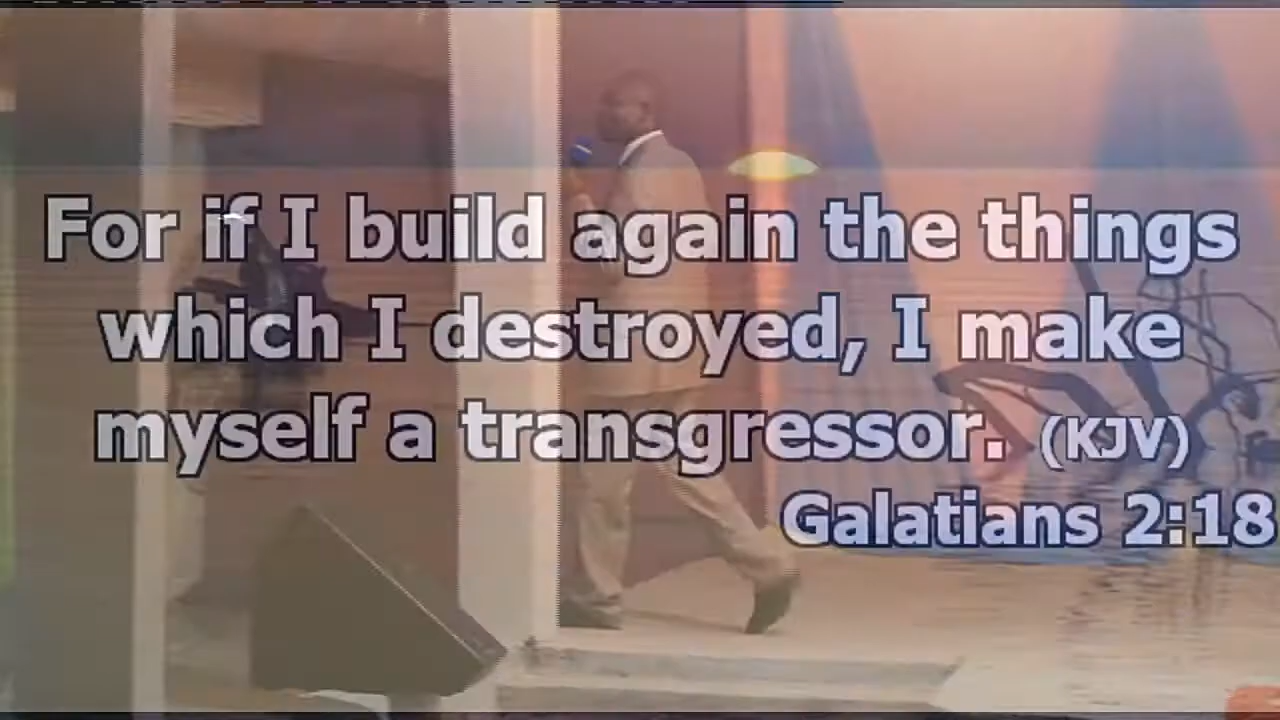 For if I build again the things
which I destroyed, I make
myself a transgressor. (KJV)
Galatians 2:18